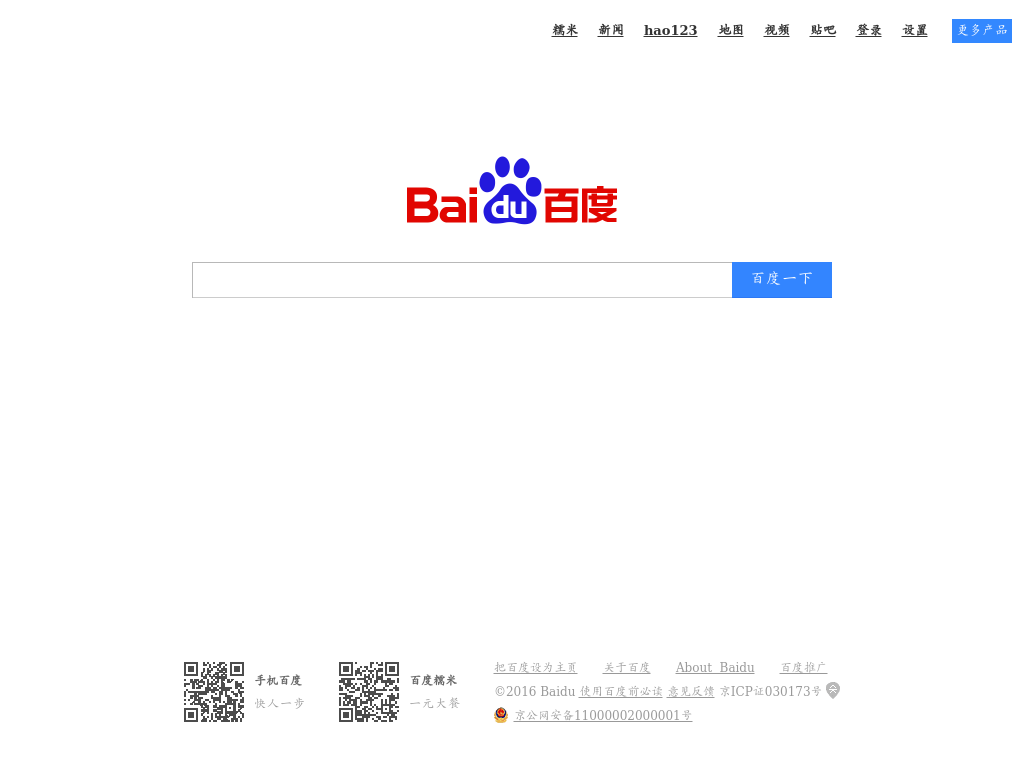 糯米 新闻 hao123 地图 视频 贴吧 登录 设置 更多产品
Bai du 百度
百度一下
手机百度
快人一步
百度糯米
一元大餐
把百度设为主页 关于百度 About Baidu 百度推广
©2016 Baidu 使用百度前必读 意见反馈 京ICP证030173号
京公网安备11000002000001号